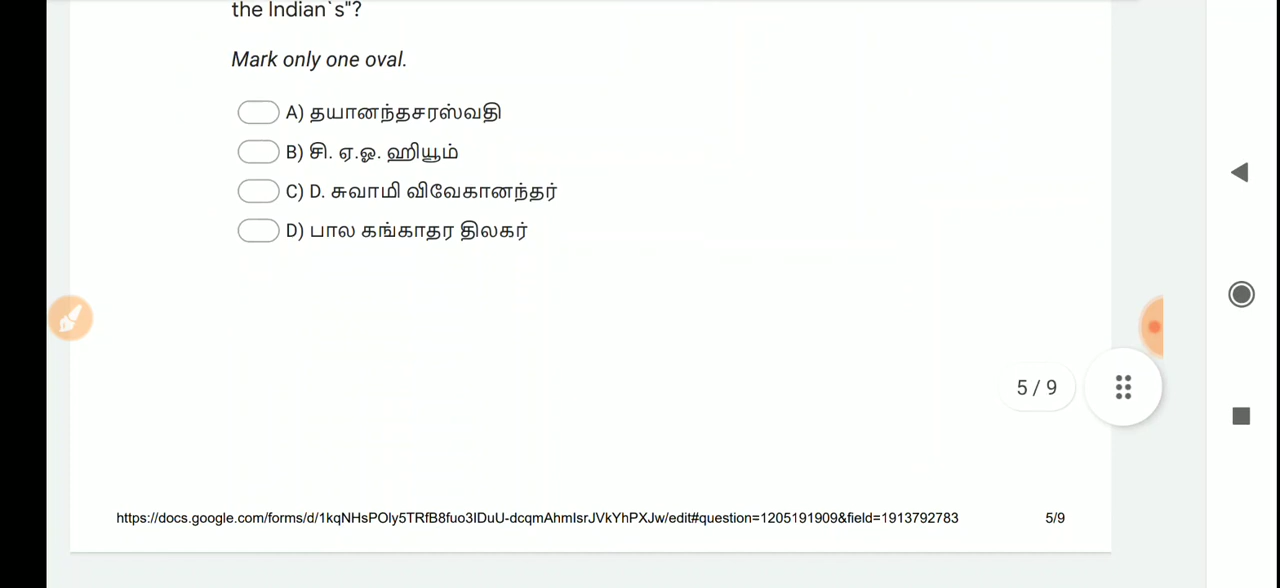 the Indian`s"?
Mark only one oval.
A) தயானந்தசரஸ்வதி
B) சி. ஏ.ஓ. ஹியூம்
C) D. சுவாமி விவேகானந்தர்
D) பால கங்காதர திலகர்
5 / 9
https://docs.google.com/forms/d/1kqNHsPOly5TRfB8fuo3IDuU-dcqmAhmIsrJVkYhPXJw/edit#question=1205191909&field=1913792783 5/9